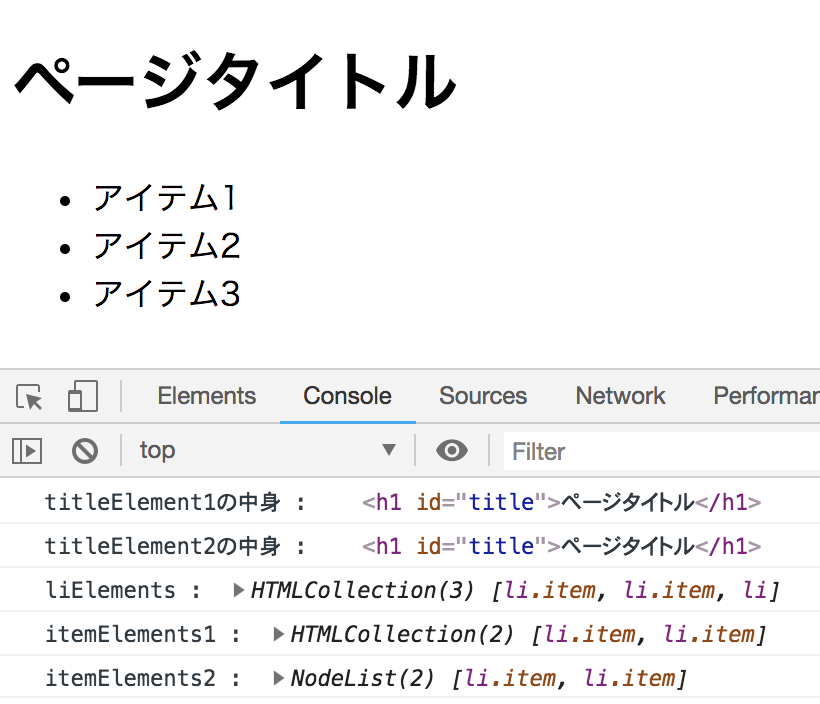 ページタイトル
アイテム1
アイテム2
アイテム3
Elements Console Sources Network Performan
top Filter
titleElement1の中身 : <h1 id="title">ページタイトル</h1>
titleElement2の中身 : <h1 id="title">ページタイトル</h1>
liElements : ▶HTMLCollection(3) [li.item, li.item, li]
itemElements1 : ▶HTMLCollection(2) [li.item, li.item]
itemElements2 : ▶NodeList(2) [li.item, li.item]